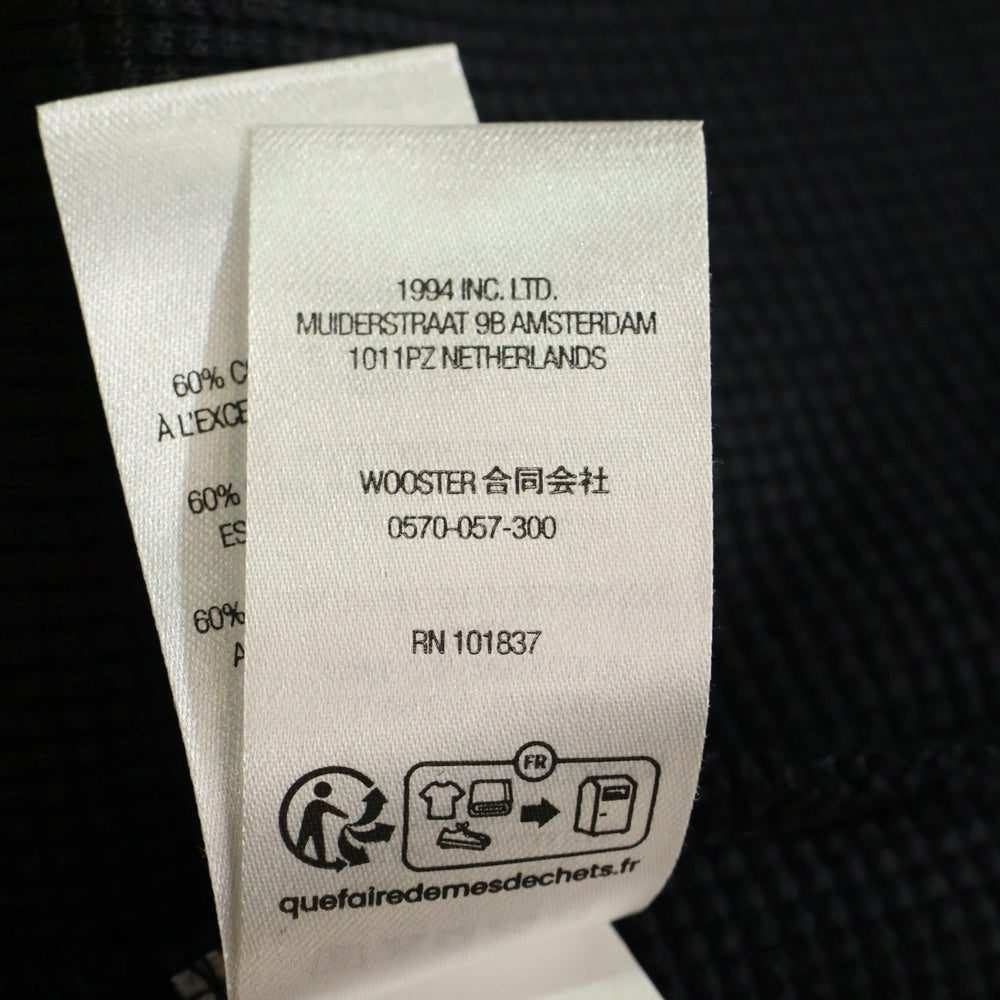 1994 INC. LTD.
MUIDERSTRAAT 9B AMSTERDAM
1011PZ NETHERLANDS
WOOSTER 合同会社
0570-057-300
RN 101837
FR
quefairedemesdechets.fr
60% C
À L'EXCE
60%
ES
60%
A